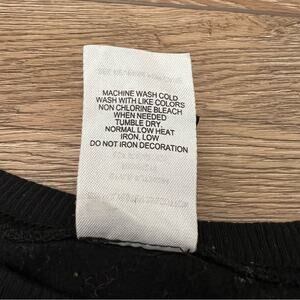 MACHINE WASH COLD
WASH WITH LIKE COLORS
NON CHLORINE BLEACH
WHEN NEEDED
TUMBLE DRY,
NORMAL LOW HEAT
IRON, LOW
DO NOT IRON DECORATION